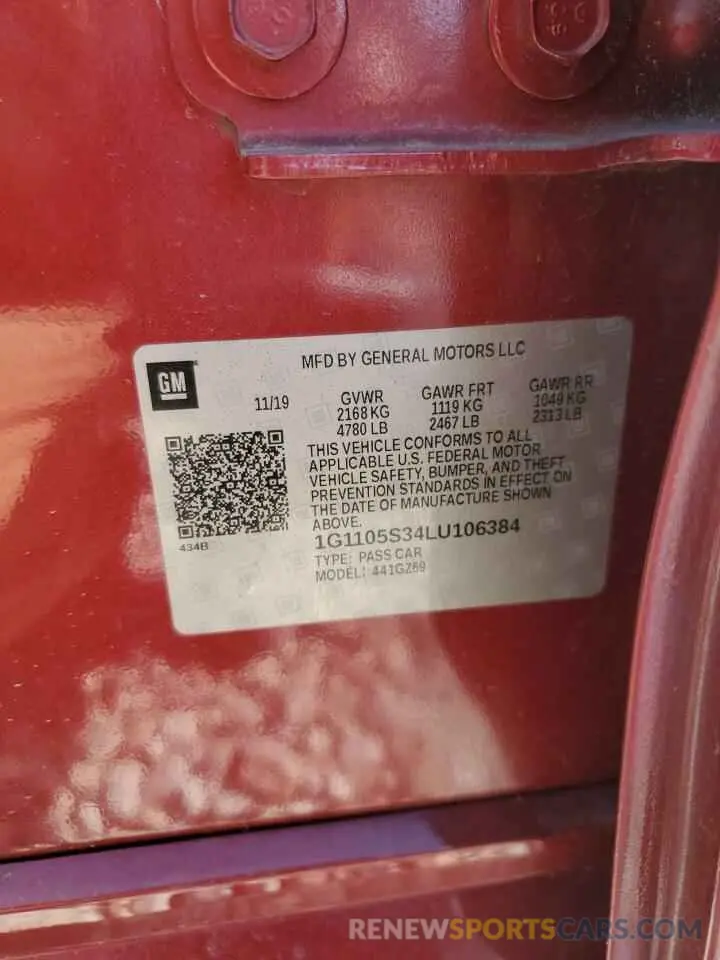 GM
MFD BY GENERAL MOTORS LLC
11/19
GVWR
2168 KG
4780 LB
GAWR FRT
1119 KG
2467 LB
GAWR RR
1049 KG
2313 LB
THIS VEHICLE CONFORMS TO ALL
APPLICABLE U.S. FEDERAL MOTOR
VEHICLE SAFETY, BUMPER, AND THEFT
PREVENTION STANDARDS IN EFFECT ON
THE DATE OF MANUFACTURE SHOWN
ABOVE.
434B
1G1105S34LU106384
TYPE: PASS CAR
MODEL: 441GZ69
RENEWSPORTSCARS.COM